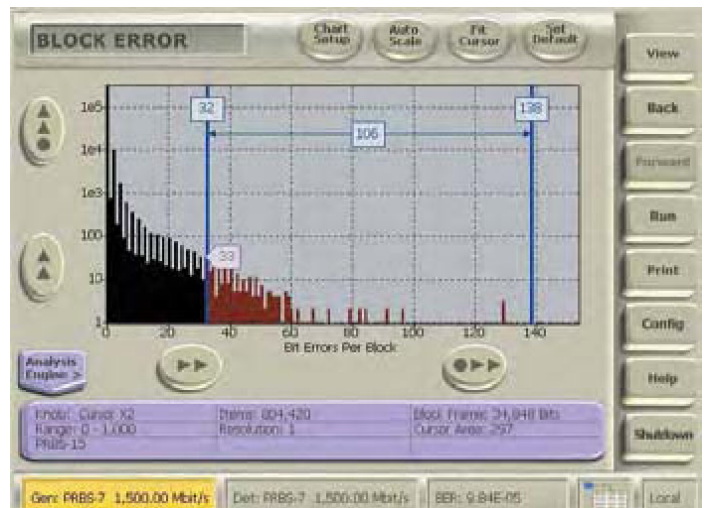 BLOCK ERROR
Chart Setup
Auto Scale
Fit Cursor
Set Default
View
Back
Forward
Run
Print
Config
Help
Shutdown
1e5
1e4
1e3
100
10
1
32
138
106
33
0 20 40 60 80 100 120 140
Bit Errors Per Block
Analysis Engine >
Knob: Cursor X2
Range: 0 - 1,000
PRBS-15
Items: 804,420
Resolution: 1
Block Frame: 34,848 Bits
Cursor Area: 297
Gen: PRBS-7 1,500.00 Mbit/s
Det: PRBS-7 1,500.00 Mbit/s
BER: 9.84E-05
Local